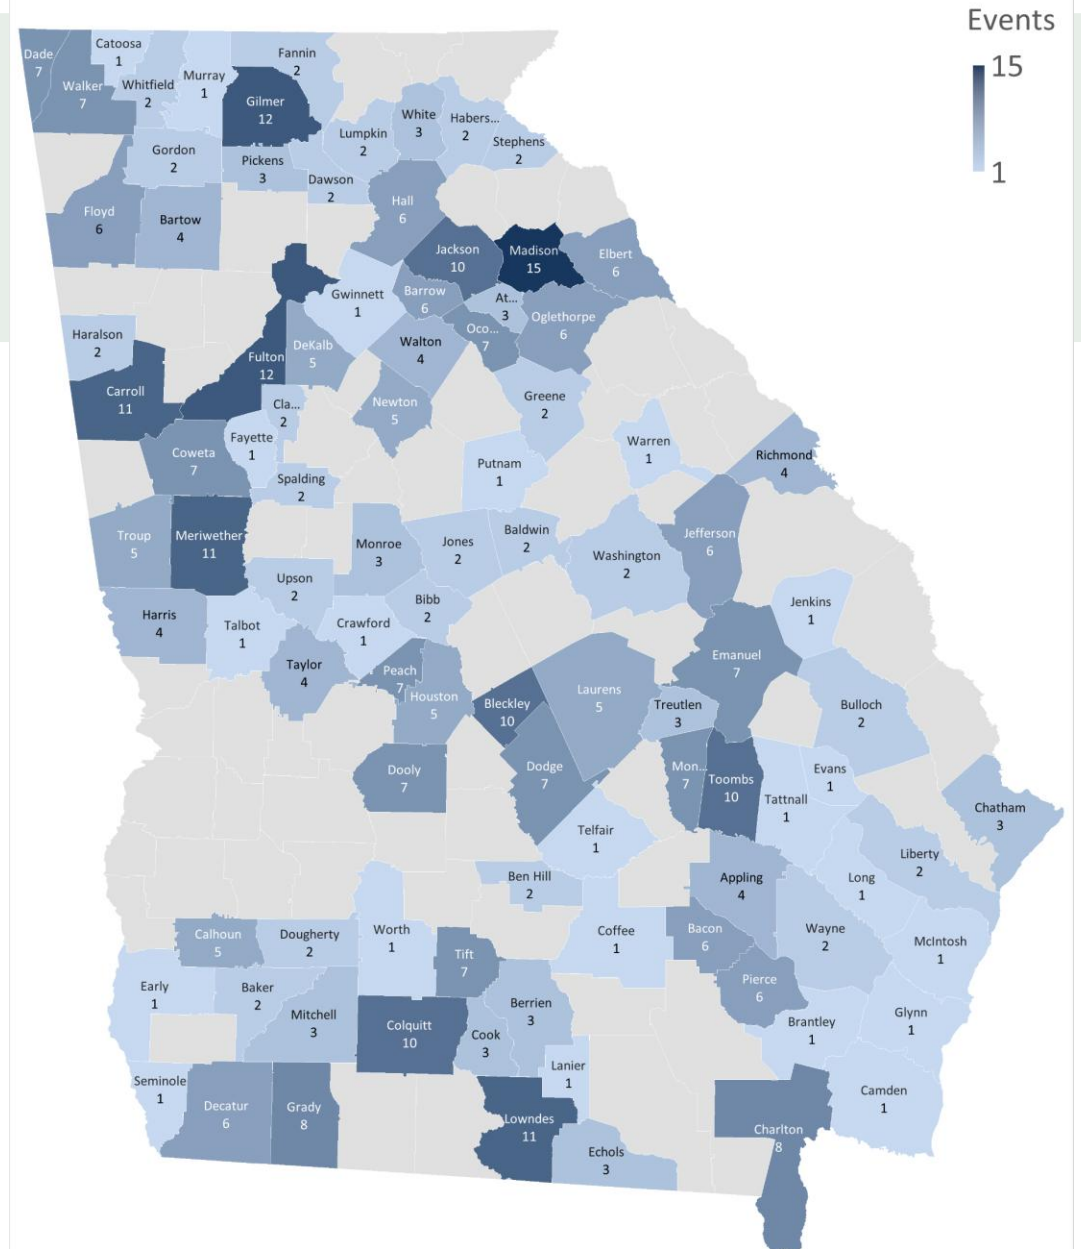 Events
15
1
Dade
7
Catoosa
1
Walker
7
Whitfield
2
Murray
1
Fannin
2
Gilmer
12
White
3
Habers...
2
Lumpkin
2
Stephens
2
Gordon
2
Pickens
3
Dawson
2
Hall
6
Floyd
6
Bartow
4
Jackson
10
Madison
15
Elbert
6
Gwinnett
1
Barrow
6
At...
3
Oglethorpe
6
Oco...
7
Haralson
2
Fulton
12
DeKalb
5
Walton
4
Carroll
11
Cla...
2
Newton
5
Greene
2
Fayette
1
Coweta
7
Warren
1
Richmond
4
Putnam
1
Spalding
2
Troup
5
Meriwether
11
Monroe
3
Jones
2
Baldwin
2
Washington
2
Jefferson
6
Upson
2
Bibb
2
Jenkins
1
Harris
4
Talbot
1
Crawford
1
Taylor
4
Peach
7
Houston
5
Emanuel
7
Bleckley
10
Laurens
5
Treutlen
3
Bulloch
2
Dooly
7
Dodge
7
Mon...
7
Toombs
10
Evans
1
Tattnall
1
Chatham
3
Telfair
1
Liberty
2
Ben Hill
2
Appling
4
Long
1
Calhoun
5
Dougherty
2
Worth
1
Tift
7
Coffee
1
Bacon
6
Wayne
2
McIntosh
1
Early
1
Baker
2
Mitchell
3
Berrien
3
Pierce
6
Colquitt
10
Cook
3
Brantley
1
Glynn
1
Lanier
1
Seminole
1
Decatur
6
Grady
8
Lowndes
11
Camden
1
Charlton
8
Echols
3